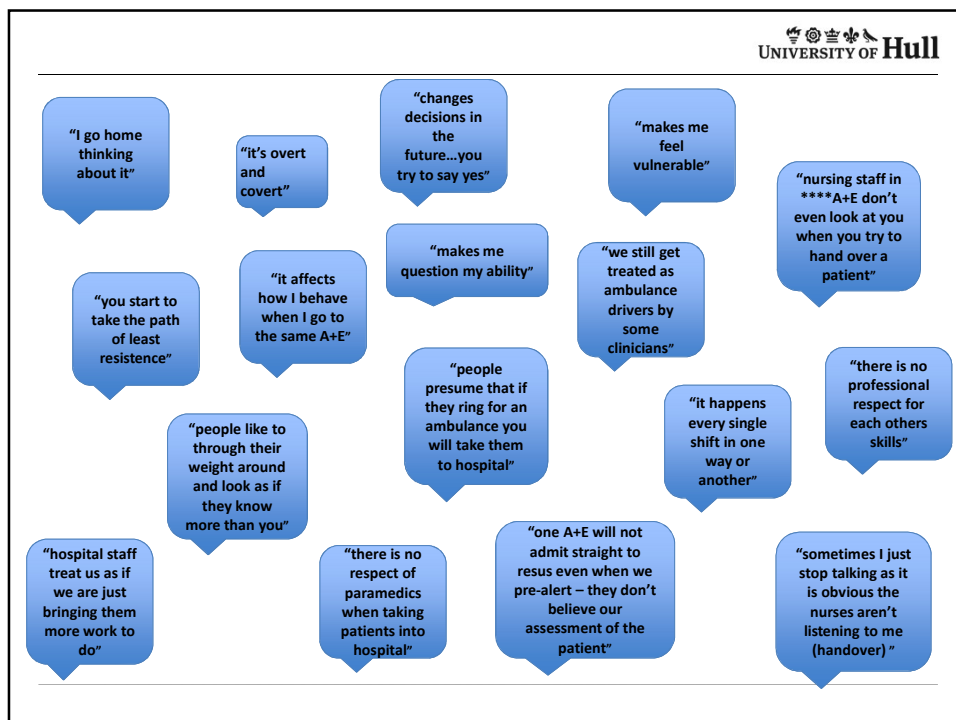 UNIVERSITY OF Hull
“I go home
thinking
about it”
“it’s overt
and
covert”
“changes
decisions in
the
future…you
try to say yes”
“makes me
feel
vulnerable”
“nursing staff in
****A+E don’t
even look at you
when you try to
hand over a
patient”
“you start to
take the path
of least
resistence”
“it affects
how I behave
when I go to
the same A+E”
“makes me
question my ability”
“we still get
treated as
ambulance
drivers by
some
clinicians”
“people like to
through their
weight around
and look as if
they know
more than you”
“people
presume that if
they ring for an
ambulance you
will take them
to hospital”
“it happens
every single
shift in one
way or
another”
“there is no
professional
respect for
each others
skills”
“hospital staff
treat us as if
we are just
bringing them
more work to
do”
“there is no
respect of
paramedics
when taking
patients into
hospital”
“one A+E will not
admit straight to
resus even when we
pre-alert – they don’t
believe our
assessment of the
patient”
“sometimes I just
stop talking as it
is obvious the
nurses aren’t
listening to me
(handover) ”